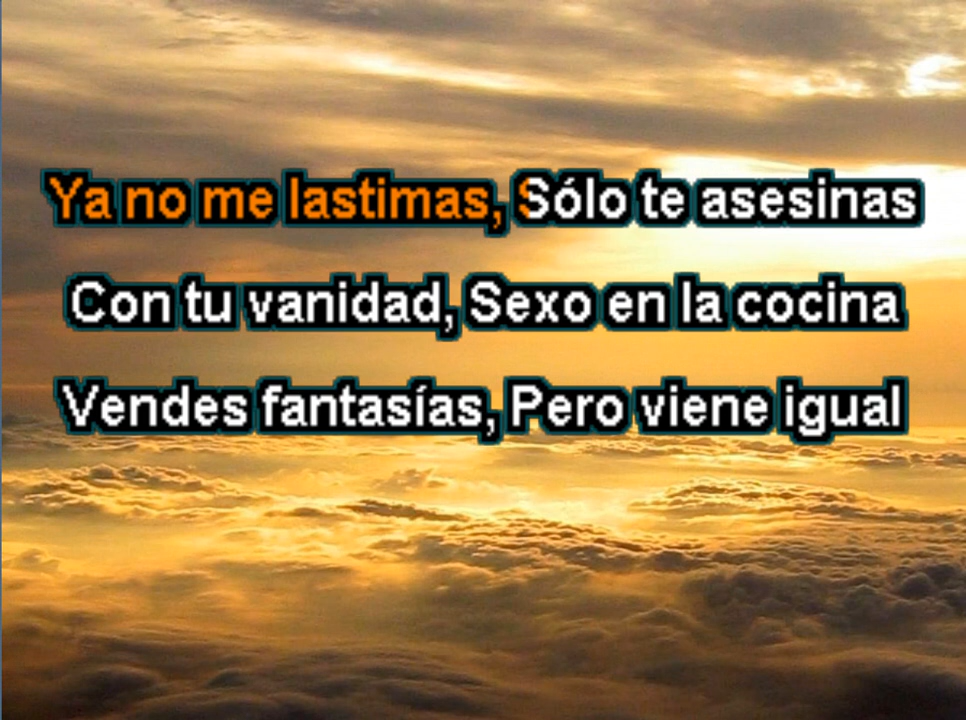 Ya no me lastimas, Sólo te asesinas
Con tu vanidad, Sexo en la cocina
Vendes fantasías, Pero viene igual